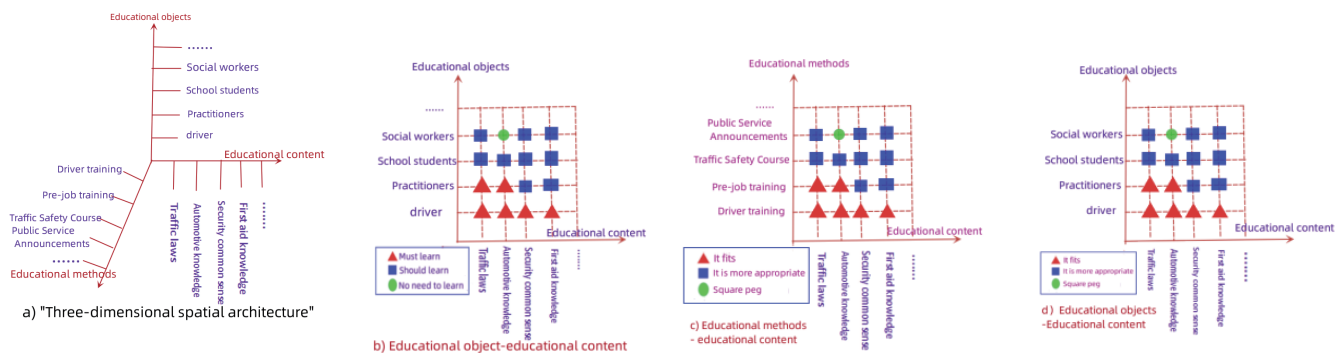 Educational objects
......
Social workers
School students
Practitioners
driver
Educational content
Driver training
Pre-job training
Traffic Safety Course
Public Service
Announcements
......
Educational methods
Traffic laws
Automotive knowledge
Security common sense
First aid knowledge
......
a) "Three-dimensional spatial architecture"
Educational objects
......
Social workers
School students
Practitioners
driver
Educational content
Must learn
Should learn
No need to learn
Traffic laws
Automotive knowledge
Security common sense
First aid knowledge
......
b) Educational object-educational content
Educational methods
......
Public Service
Announcements
Traffic Safety Course
Pre-job training
Driver training
Educational content
It fits
It is more appropriate
Square peg
Traffic laws
Automotive knowledge
Security common sense
First aid knowledge
......
c) Educational methods
- educational content
Educational objects
Social workers
School students
Practitioners
driver
Educational content
It fits
It is more appropriate
Square peg
Traffic laws
Automotive knowledge
Security common sense
First aid knowledge
......
d) Educational objects
-Educational content